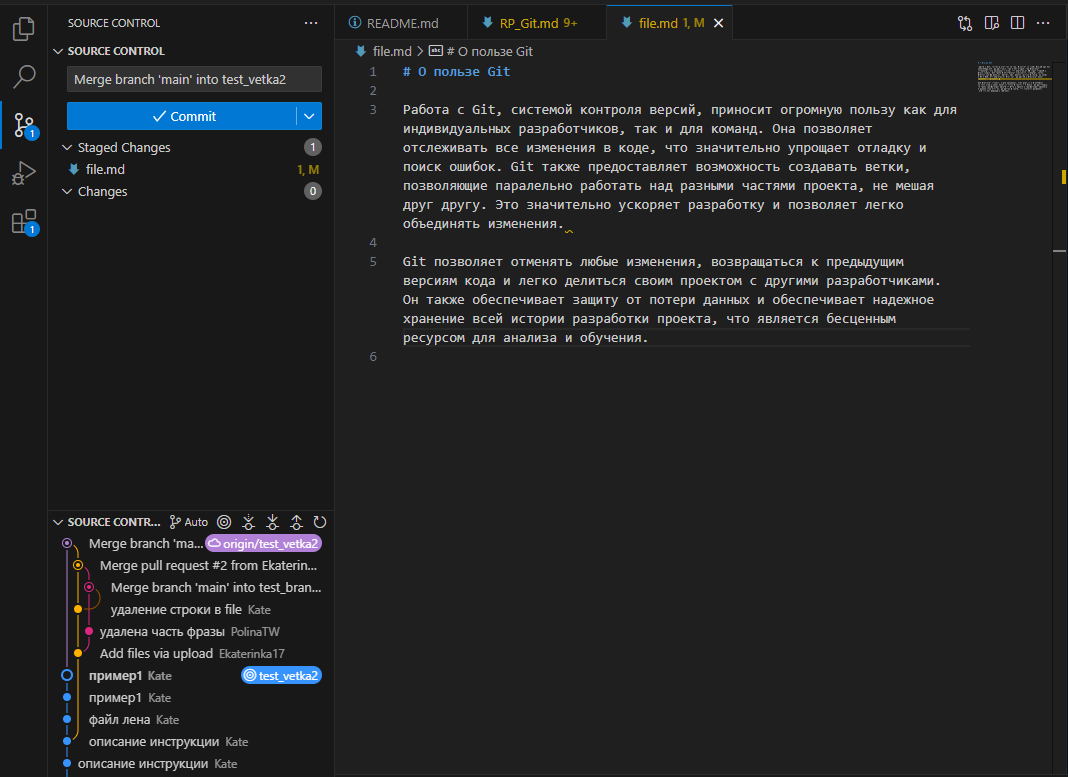 SOURCE CONTROL
README.md
RP_Git.md 9+
file.md 1, M
SOURCE CONTROL
Merge branch 'main' into test_vetka2
Commit
Staged Changes 1
file.md 1, M
Changes 0
1
1
file.md > # О пользе Git
1 # О пользе Git
2
3 Работа с Git, системой контроля версий, приносит огромную пользу как для
индивидуальных разработчиков, так и для команд. Она позволяет
отслеживать все изменения в коде, что значительно упрощает отладку и
поиск ошибок. Git также предоставляет возможность создавать ветки,
позволяющие паралельно работать над разными частями проекта, не мешая
друг другу. Это значительно ускоряет разработку и позволяет легко
объединять изменения.
4
5 Git позволяет отменять любые изменения, возвращаться к предыдущим
версиям кода и легко делиться своим проектом с другими разработчиками.
Он также обеспечивает защиту от потери данных и обеспечивает надежное
хранение всей истории разработки проекта, что является бесценным
ресурсом для анализа и обучения.
6
SOURCE CONTR... Auto
Merge branch 'ma... origin/test_vetka2
Merge pull request #2 from Ekaterin...
Merge branch 'main' into test_bran...
удаление строки в file Kate
удалена часть фразы PolinaTW
Add files via upload Ekaterinka17
пример1 Kate test_vetka2
пример1 Kate
файл лена Kate
описание инструкции Kate
описание инструкции Kate